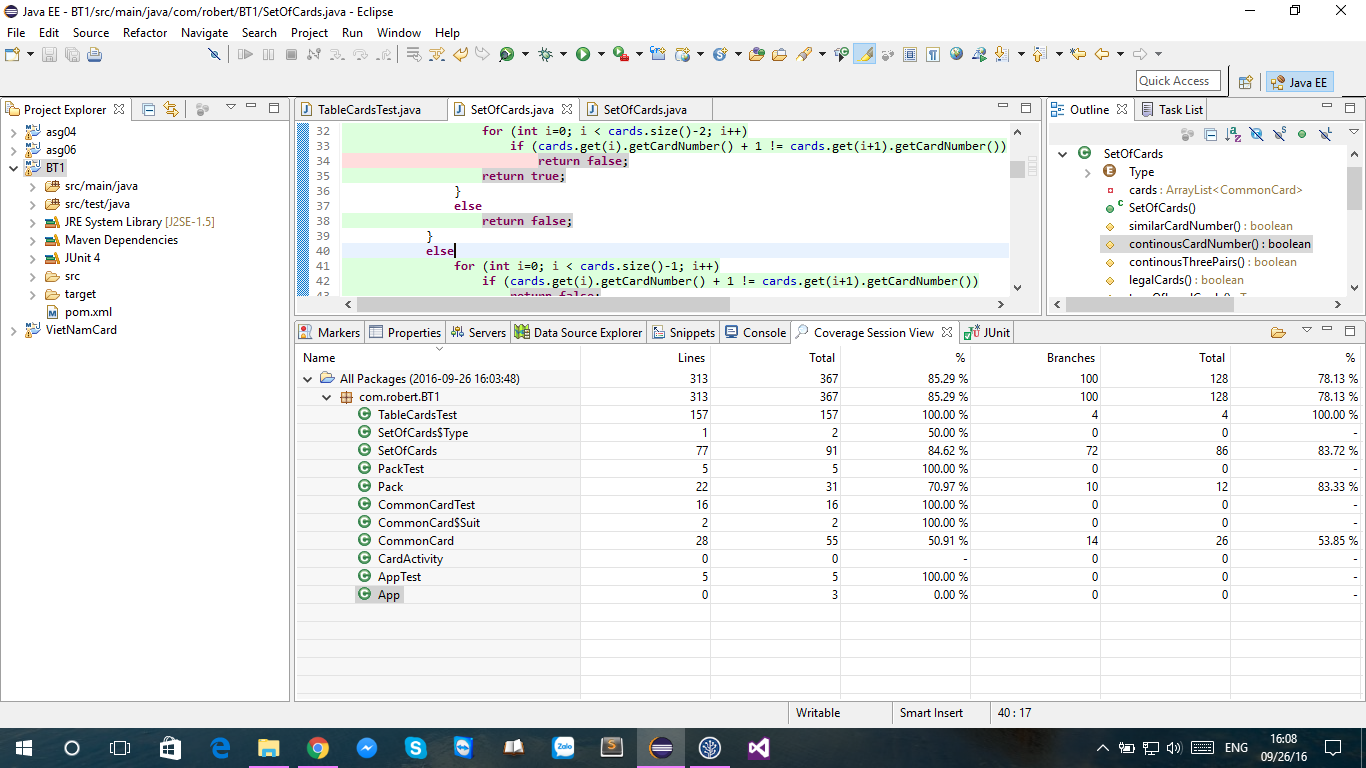 Java EE - BT1/src/main/java/com/robert/BT1/SetOfCards.java - Eclipse
File Edit Source Refactor Navigate Search Project Run Window Help
Quick Access Java EE
Project Explorer
asg04
asg06
BT1
src/main/java
src/test/java
JRE System Library [J2SE-1.5]
Maven Dependencies
JUnit 4
src
target
pom.xml
VietNamCard
TableCardsTest.java SetOfCards.java SetOfCards.java
32 for (int i=0; i < cards.size()-2; i++)
33 if (cards.get(i).getCardNumber() + 1 != cards.get(i+1).getCardNumber())
34 return false;
35 return true;
36 }
37 else
38 return false;
39 }
40 else
41 for (int i=0; i < cards.size()-1; i++)
42 if (cards.get(i).getCardNumber() + 1 != cards.get(i+1).getCardNumber())
43 return false;
Outline Task List
SetOfCards
Type
cards : ArrayList<CommonCard>
SetOfCards()
similarCardNumber() : boolean
continousCardNumber() : boolean
continousThreePairs() : boolean
legalCards() : boolean
Markers Properties Servers Data Source Explorer Snippets Console Coverage Session View JUnit
Name Lines Total % Branches Total %
All Packages (2016-09-26 16:03:48) 313 367 85.29 % 100 128 78.13 %
com.robert.BT1 313 367 85.29 % 100 128 78.13 %
TableCardsTest 157 157 100.00 % 4 4 100.00 %
SetOfCards$Type 1 2 50.00 % 0 0 -
SetOfCards 77 91 84.62 % 72 86 83.72 %
PackTest 5 5 100.00 % 0 0 -
Pack 22 31 70.97 % 10 12 83.33 %
CommonCardTest 16 16 100.00 % 0 0 -
CommonCard$Suit 2 2 100.00 % 0 0 -
CommonCard 28 55 50.91 % 14 26 53.85 %
CardActivity 0 0 - 0 0 -
AppTest 5 5 100.00 % 0 0 -
App 0 3 0.00 % 0 0 -
Writable Smart Insert 40 : 17
Zalo
ENG
16:08
09/26/16